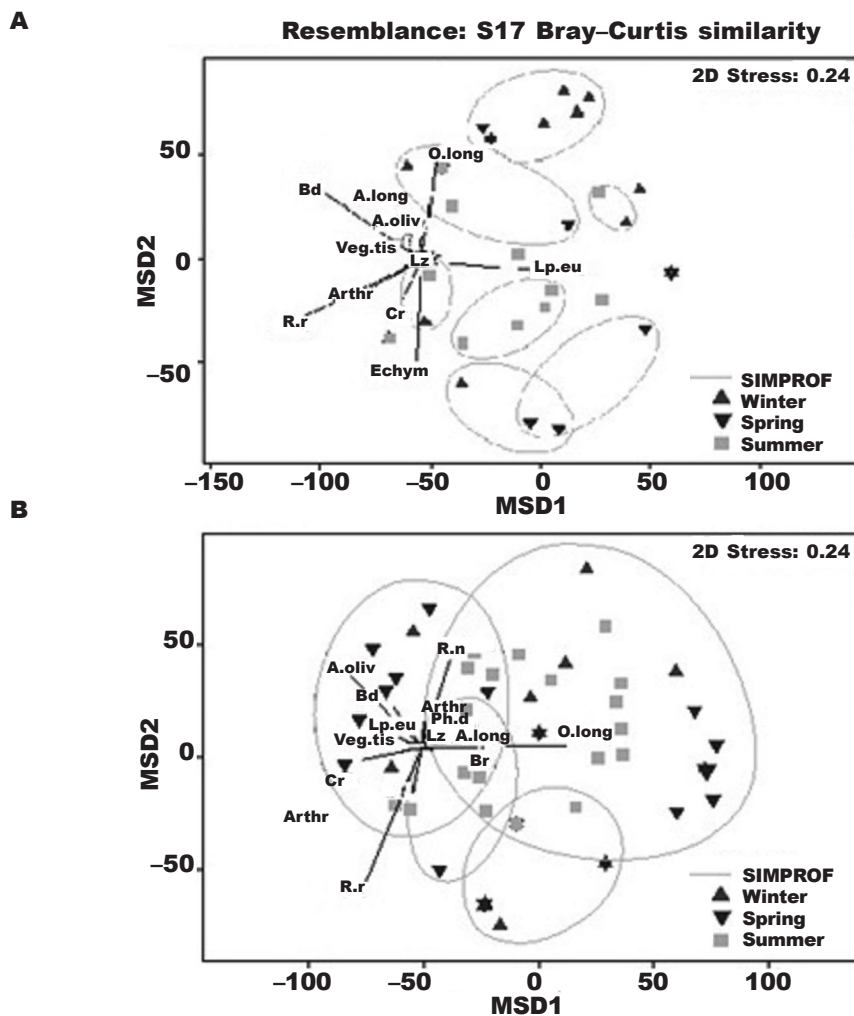 A
Resemblance: S17 Bray–Curtis similarity
2D Stress: 0.24
50
0
–50
MSD2
O.long
Bd
A.long
A.oliv
Veg.tis
Lz
Lp.eu
Arthr
Cr
R.r
Echym
SIMPROF
Winter
Spring
Summer
–150
–100
–50
0
50
100
MSD1
B
2D Stress: 0.24
50
0
–50
MSD2
R.n
A.oliv
Bd
Arthr
Lp.eu
Ph.d
Veg.tis
Lz
A.long
O.long
Br
Cr
Arthr
R.r
SIMPROF
Winter
Spring
Summer
–100
–50
0
50
100
MSD1